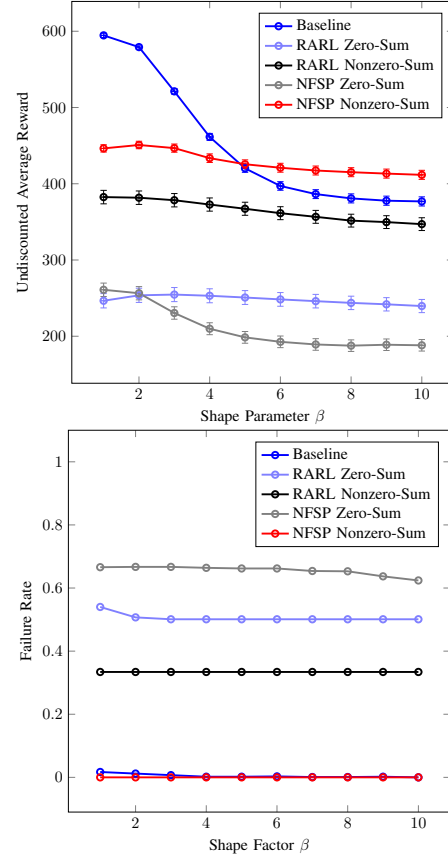 Baseline
RARL Zero-Sum
RARL Nonzero-Sum
NFSP Zero-Sum
NFSP Nonzero-Sum
600
500
400
300
200
Undiscounted Average Reward
2 4 6 8 10
Shape Parameter β
Baseline
RARL Zero-Sum
RARL Nonzero-Sum
NFSP Zero-Sum
NFSP Nonzero-Sum
1
0.8
0.6
0.4
0.2
0
Failure Rate
2 4 6 8 10
Shape Factor β